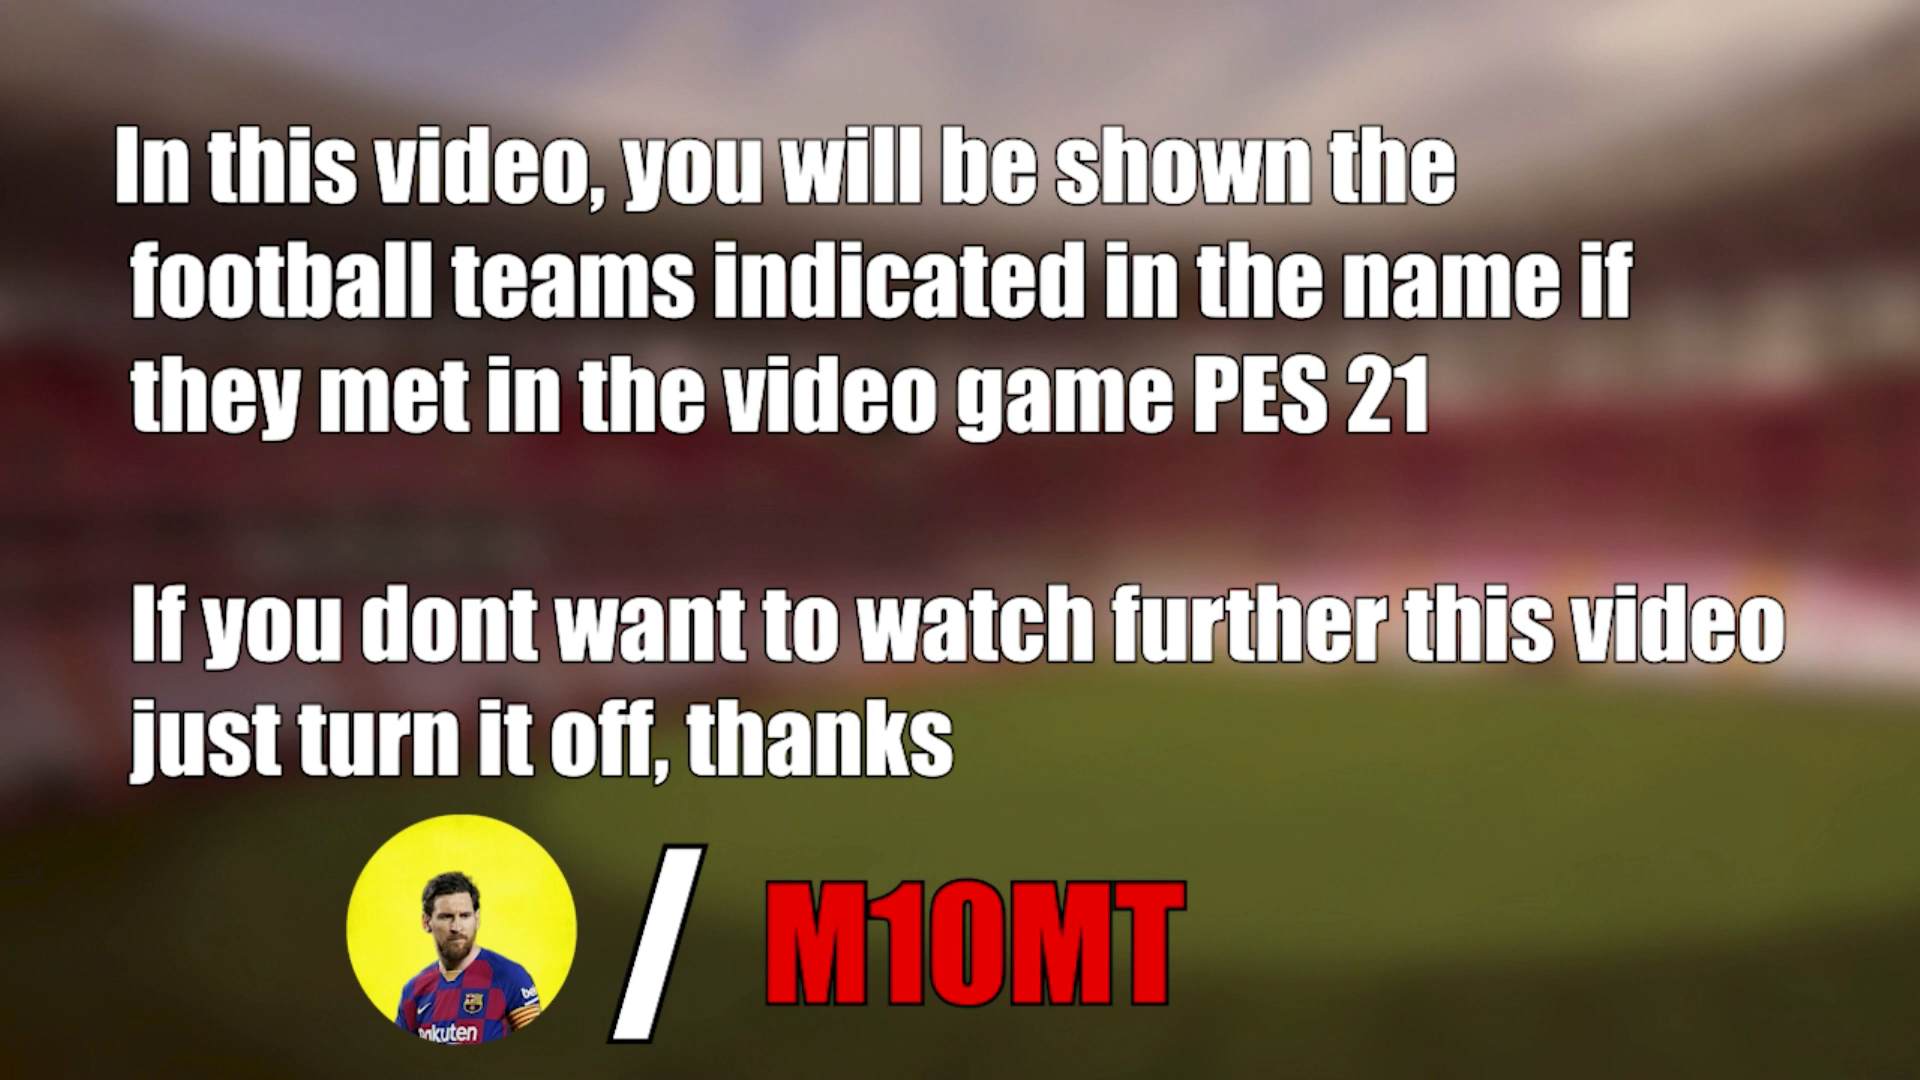 In this video, you will be shown the
football teams indicated in the name if
they met in the video game PES 21
If you dont want to watch further this video
just turn it off, thanks
/ M10MT